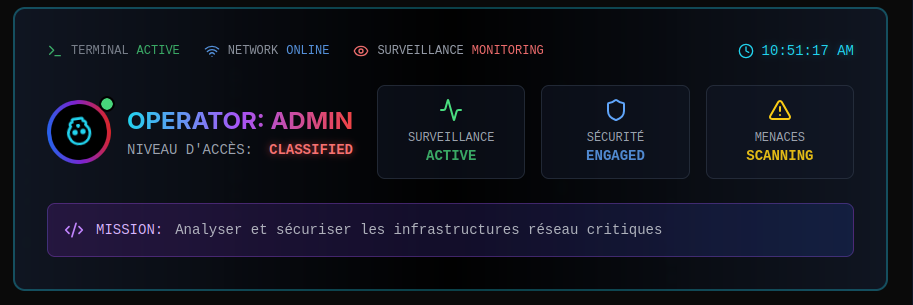 TERMINAL ACTIVE NETWORK ONLINE SURVEILLANCE MONITORING 10:51:17 AM
OPERATOR: ADMIN
NIVEAU D'ACCÈS: CLASSIFIED
SURVEILLANCE
ACTIVE
SÉCURITÉ
ENGAGED
MENACES
SCANNING
MISSION: Analyser et sécuriser les infrastructures réseau critiques